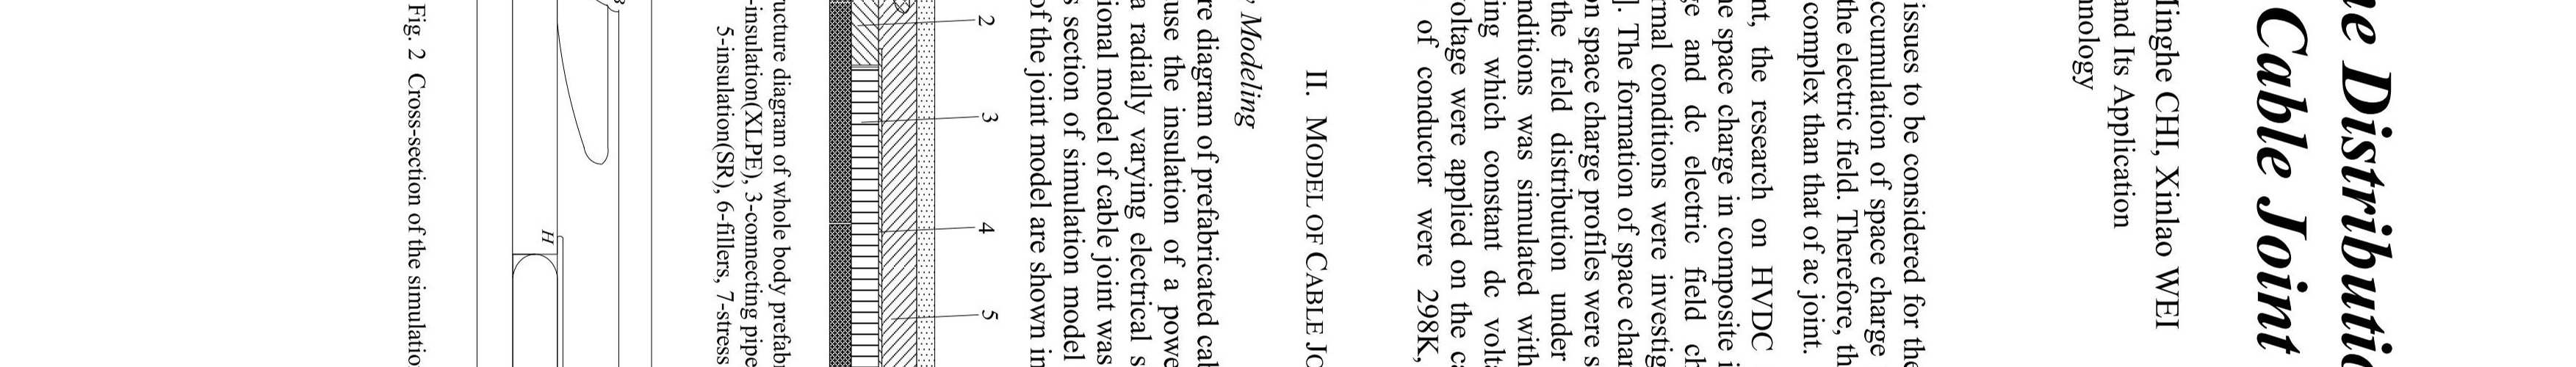 ne Distributio
Cable Joint
Minghe CHI, Xinlao WEI
and Its Application
nnology
issues to be considered for the
accumulation of space charge
the electric field. Therefore, th
complex than that of ac joint.
nt, the research on HVDC
he space charge in composite i
ge and dc electric field ch
rmal conditions were investig
]. The formation of space char
on space charge profiles were s
the field distribution under
nditions was simulated with
ing which constant dc volt
voltage were applied on the ca
of conductor were 298K,
II. MODEL OF CABLE JO
y Modeling
re diagram of prefabricated cab
use the insulation of a powe
a radially varying electrical s
ional model of cable joint was
s section of simulation model
of the joint model are shown in
2 3 4 5
ructure diagram of whole body prefabr
-insulation(XLPE), 3-connecting pipe
5-insulation(SR), 6-fillers, 7-stress
H
Fig. 2 Cross-section of the simulatio